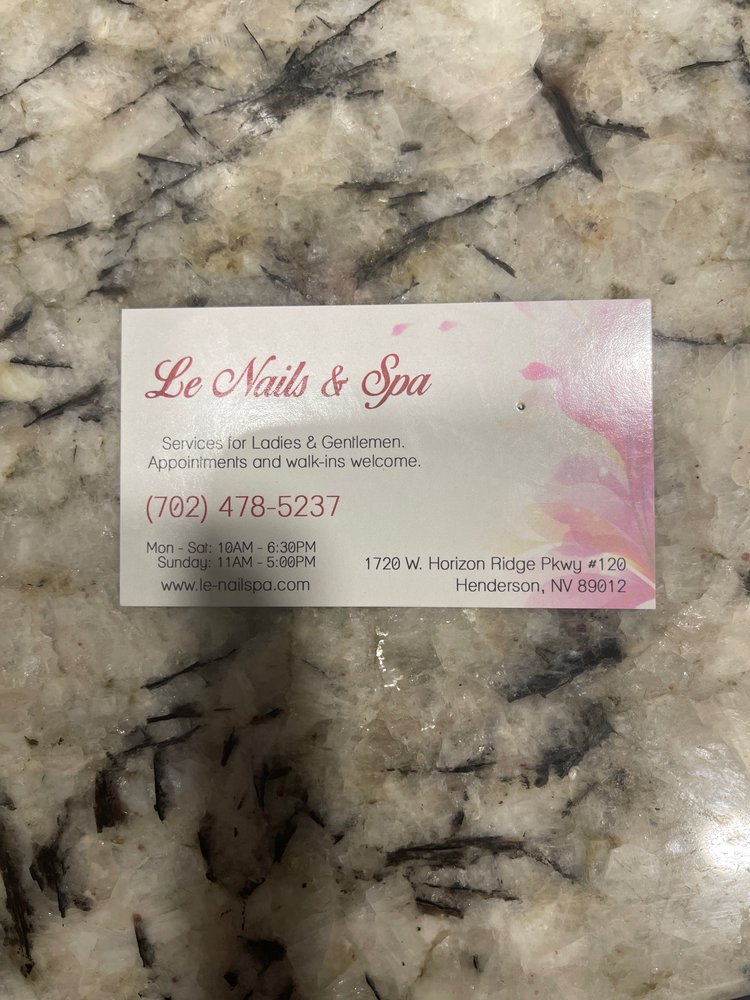 Le Nails & Spa
Services for Ladies & Gentlemen.
Appointments and walk-ins welcome.
(702) 478-5237
Mon - Sat: 10AM - 6:30PM
Sunday: 11AM - 5:00PM
www.le-nailspa.com
1720 W. Horizon Ridge Pkwy #120
Henderson, NV 89012